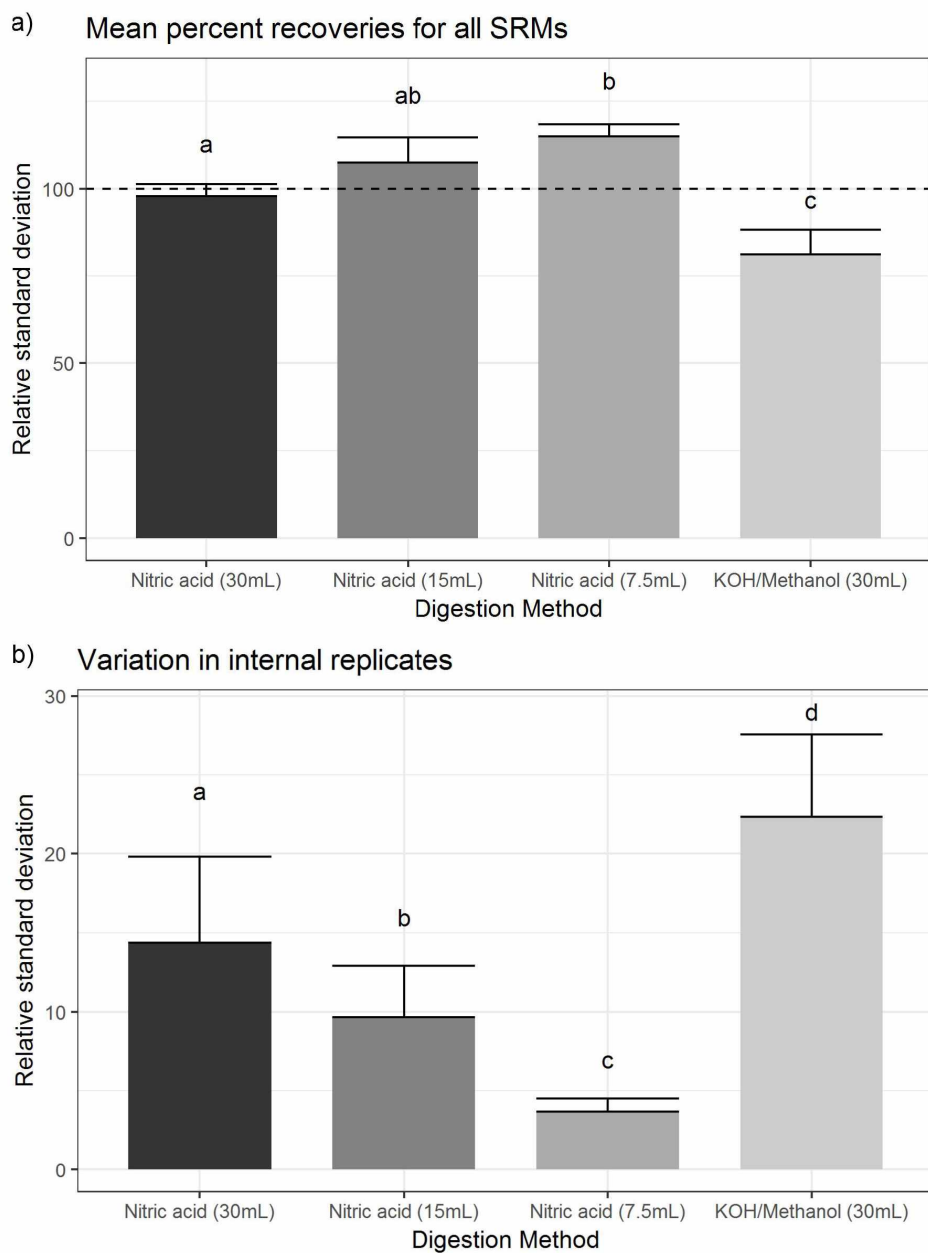 a) Mean percent recoveries for all SRMs
Relative standard deviation
100
50
0
a
ab
b
c
Nitric acid (30mL) Nitric acid (15mL) Nitric acid (7.5mL) KOH/Methanol (30mL)
Digestion Method
b) Variation in internal replicates
Relative standard deviation
30
20
10
0
a
b
c
d
Nitric acid (30mL) Nitric acid (15mL) Nitric acid (7.5mL) KOH/Methanol (30mL)
Digestion Method